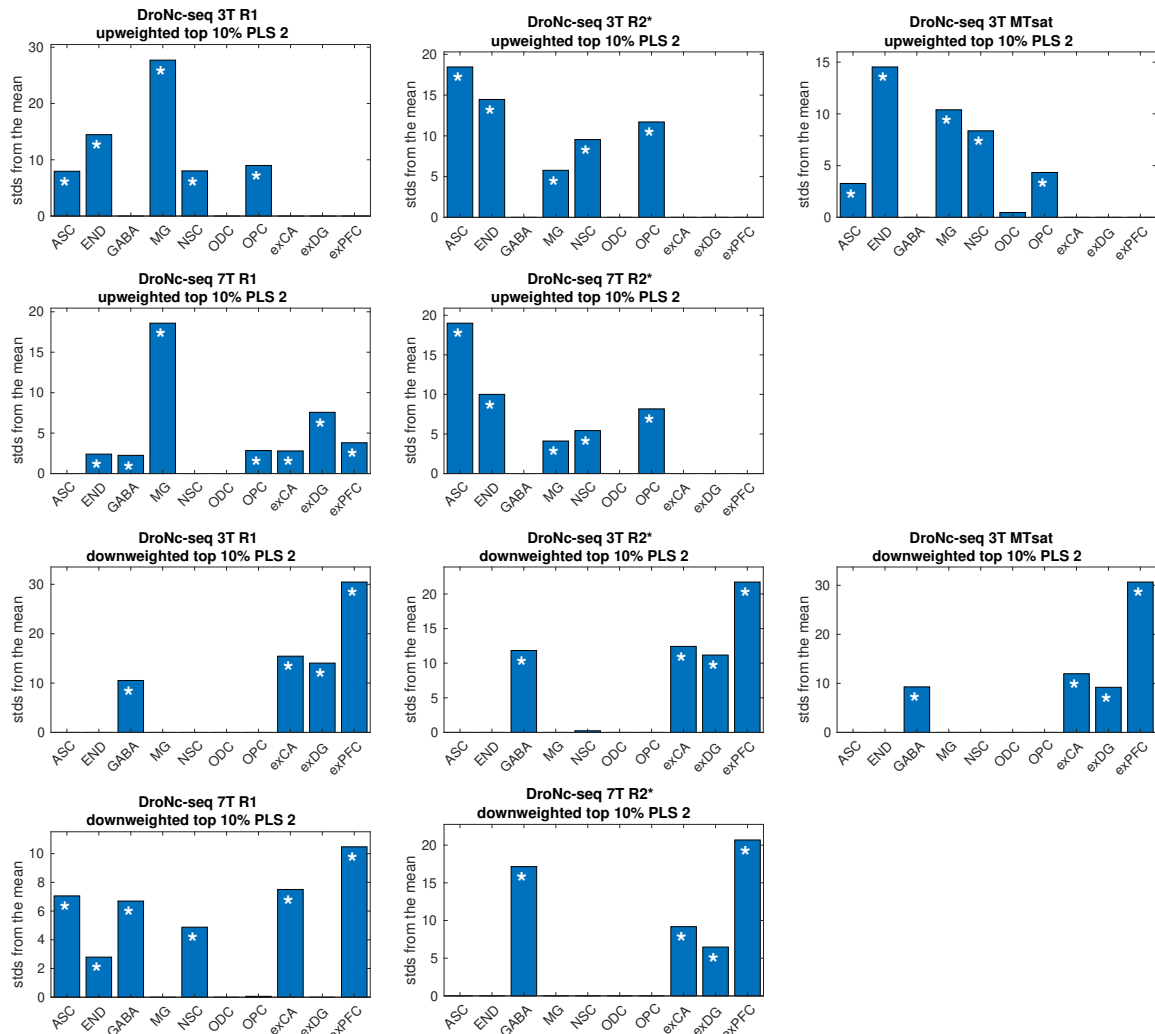 DroNc-seq 3T R1
upweighted top 10% PLS 2
stds from the mean
30
20
10
0
*
*
*
*
*
ASC
END
GABA
MG
NSC
ODC
OPC
exCA
exDG
exPFC
DroNc-seq 3T R2*
upweighted top 10% PLS 2
20
15
10
5
0
*
*
*
*
*
ASC
END
GABA
MG
NSC
ODC
OPC
exCA
exDG
exPFC
DroNc-seq 3T MTsat
upweighted top 10% PLS 2
15
10
5
0
*
*
*
*
*
ASC
END
GABA
MG
NSC
ODC
OPC
exCA
exDG
exPFC
DroNc-seq 7T R1
upweighted top 10% PLS 2
stds from the mean
20
15
10
5
0
*
*
*
*
*
*
*
ASC
END
GABA
MG
NSC
ODC
OPC
exCA
exDG
exPFC
DroNc-seq 7T R2*
upweighted top 10% PLS 2
20
15
10
5
0
*
*
*
*
*
ASC
END
GABA
MG
NSC
ODC
OPC
exCA
exDG
exPFC
DroNc-seq 3T R1
downweighted top 10% PLS 2
stds from the mean
30
20
10
0
*
*
*
*
ASC
END
GABA
MG
NSC
ODC
OPC
exCA
exDG
exPFC
DroNc-seq 3T R2*
downweighted top 10% PLS 2
stds from the mean
20
15
10
5
0
*
*
*
*
ASC
END
GABA
MG
NSC
ODC
OPC
exCA
exDG
exPFC
DroNc-seq 3T MTsat
downweighted top 10% PLS 2
stds from the mean
30
20
10
0
*
*
*
*
ASC
END
GABA
MG
NSC
ODC
OPC
exCA
exDG
exPFC
DroNc-seq 7T R1
downweighted top 10% PLS 2
stds from the mean
10
8
6
4
2
0
*
*
*
*
*
*
ASC
END
GABA
MG
NSC
ODC
OPC
exCA
exDG
exPFC
DroNc-seq 7T R2*
downweighted top 10% PLS 2
stds from the mean
20
15
10
5
0
*
*
*
*
ASC
END
GABA
MG
NSC
ODC
OPC
exCA
exDG
exPFC